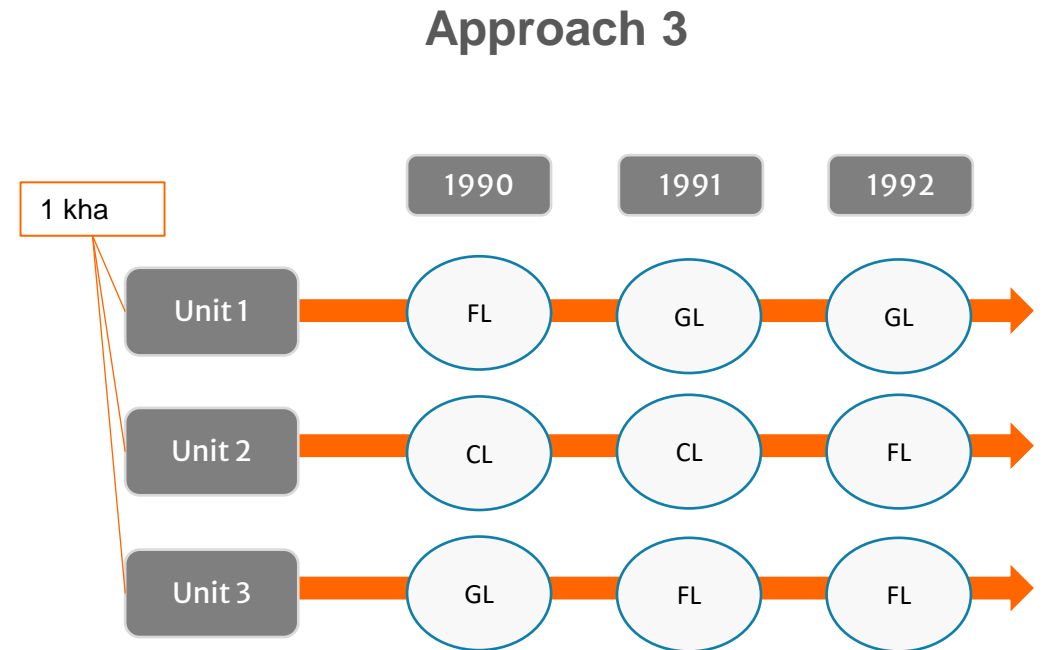 Approach 3
1990 1991 1992
1 kha
Unit 1 FL GL GL
Unit 2 CL CL FL
Unit 3 GL FL FL